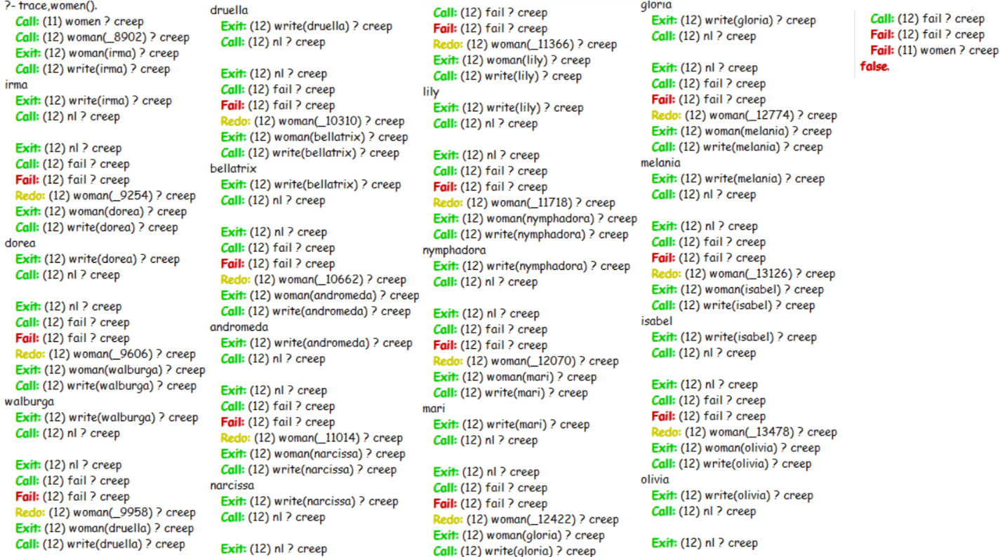 ?- trace,women().
Call: (11) women ? creep
Call: (12) woman(_8902) ? creep
Exit: (12) woman(irma) ? creep
Call: (12) write(irma) ? creep
irma
Exit: (12) write(irma) ? creep
Call: (12) nl ? creep
Exit: (12) nl ? creep
Call: (12) fail ? creep
Fail: (12) fail ? creep
Redo: (12) woman(_9254) ? creep
Exit: (12) woman(dorea) ? creep
Call: (12) write(dorea) ? creep
dorea
Exit: (12) write(dorea) ? creep
Call: (12) nl ? creep
Exit: (12) nl ? creep
Call: (12) fail ? creep
Fail: (12) fail ? creep
Redo: (12) woman(_9606) ? creep
Exit: (12) woman(walburga) ? creep
Call: (12) write(walburga) ? creep
walburga
Exit: (12) write(walburga) ? creep
Call: (12) nl ? creep
Exit: (12) nl ? creep
Call: (12) fail ? creep
Fail: (12) fail ? creep
Redo: (12) woman(_9958) ? creep
Exit: (12) woman(druella) ? creep
Call: (12) write(druella) ? creep
druella
Exit: (12) write(druella) ? creep
Call: (12) nl ? creep
Exit: (12) nl ? creep
Call: (12) fail ? creep
Fail: (12) fail ? creep
Redo: (12) woman(_10310) ? creep
Exit: (12) woman(bellatrix) ? creep
Call: (12) write(bellatrix) ? creep
bellatrix
Exit: (12) write(bellatrix) ? creep
Call: (12) nl ? creep
Exit: (12) nl ? creep
Call: (12) fail ? creep
Fail: (12) fail ? creep
Redo: (12) woman(_10662) ? creep
Exit: (12) woman(andromeda) ? creep
Call: (12) write(andromeda) ? creep
andromeda
Exit: (12) write(andromeda) ? creep
Call: (12) nl ? creep
Exit: (12) nl ? creep
Call: (12) fail ? creep
Fail: (12) fail ? creep
Redo: (12) woman(_11014) ? creep
Exit: (12) woman(narcissa) ? creep
Call: (12) write(narcissa) ? creep
narcissa
Exit: (12) write(narcissa) ? creep
Call: (12) nl ? creep
Exit: (12) nl ? creep
Call: (12) fail ? creep
Fail: (12) fail ? creep
Redo: (12) woman(_11366) ? creep
Exit: (12) woman(lily) ? creep
Call: (12) write(lily) ? creep
lily
Exit: (12) write(lily) ? creep
Call: (12) nl ? creep
Exit: (12) nl ? creep
Call: (12) fail ? creep
Fail: (12) fail ? creep
Redo: (12) woman(_11718) ? creep
Exit: (12) woman(nymphadora) ? creep
Call: (12) write(nymphadora) ? creep
nymphadora
Exit: (12) write(nymphadora) ? creep
Call: (12) nl ? creep
Exit: (12) nl ? creep
Call: (12) fail ? creep
Fail: (12) fail ? creep
Redo: (12) woman(_12070) ? creep
Exit: (12) woman(mari) ? creep
Call: (12) write(mari) ? creep
mari
Exit: (12) write(mari) ? creep
Call: (12) nl ? creep
Exit: (12) nl ? creep
Call: (12) fail ? creep
Fail: (12) fail ? creep
Redo: (12) woman(_12422) ? creep
Exit: (12) woman(gloria) ? creep
Call: (12) write(gloria) ? creep
gloria
Exit: (12) write(gloria) ? creep
Call: (12) nl ? creep
Exit: (12) nl ? creep
Call: (12) fail ? creep
Fail: (12) fail ? creep
Redo: (12) woman(_12774) ? creep
Exit: (12) woman(melania) ? creep
Call: (12) write(melania) ? creep
melania
Exit: (12) write(melania) ? creep
Call: (12) nl ? creep
Exit: (12) nl ? creep
Call: (12) fail ? creep
Fail: (12) fail ? creep
Redo: (12) woman(_13126) ? creep
Exit: (12) woman(isabel) ? creep
Call: (12) write(isabel) ? creep
isabel
Exit: (12) write(isabel) ? creep
Call: (12) nl ? creep
Exit: (12) nl ? creep
Call: (12) fail ? creep
Fail: (12) fail ? creep
Redo: (12) woman(_13478) ? creep
Exit: (12) woman(olivia) ? creep
Call: (12) write(olivia) ? creep
olivia
Exit: (12) write(olivia) ? creep
Call: (12) nl ? creep
Exit: (12) nl ? creep
Call: (12) fail ? creep
Fail: (12) fail ? creep
Fail: (11) women ? creep
false.